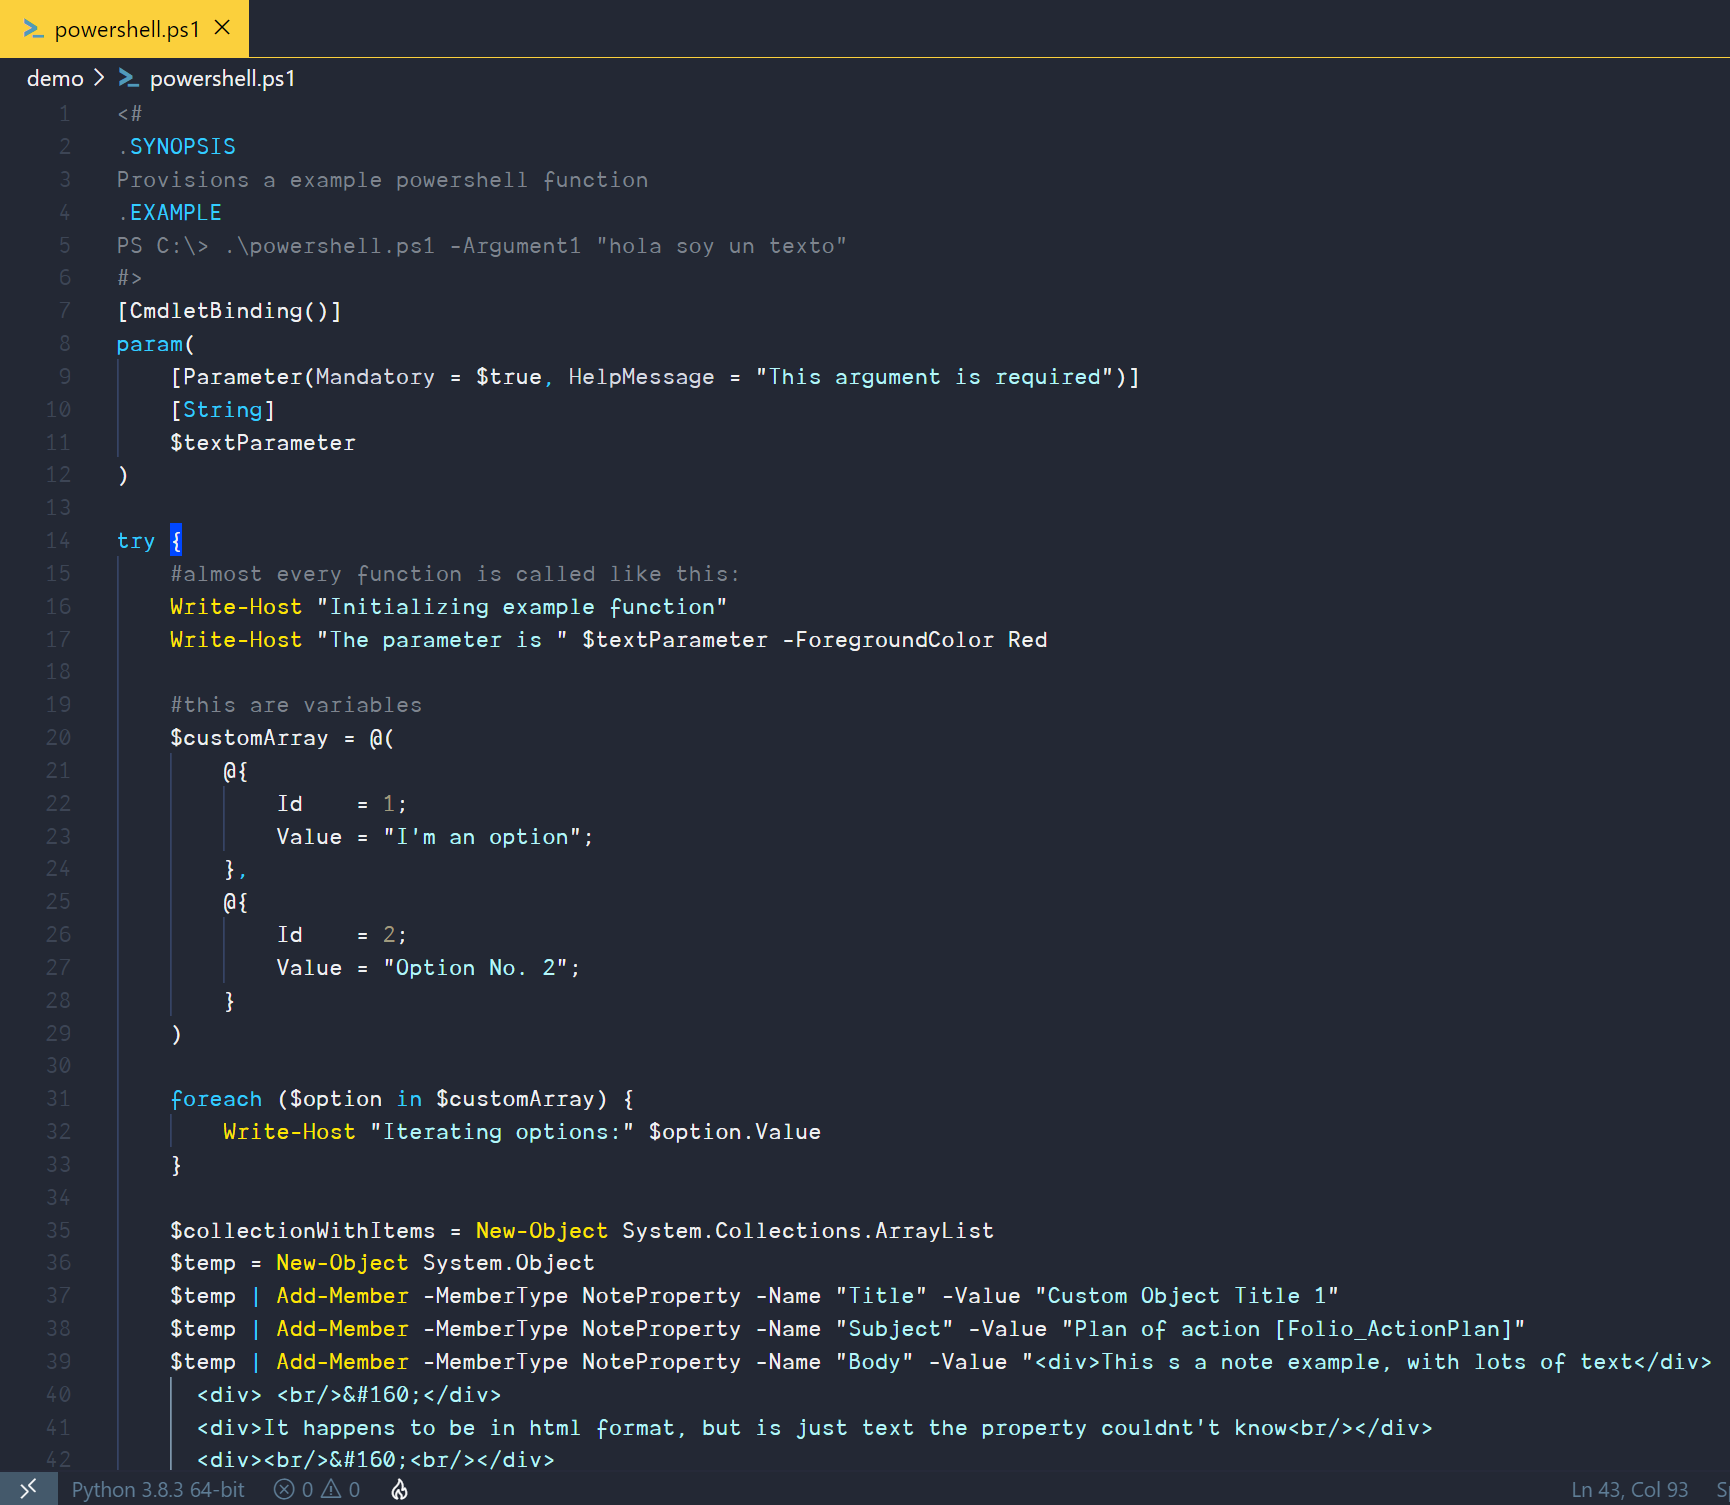 powershell.ps1
demo > powershell.ps1
1 <#
2 .SYNOPSIS
3 Provisions a example powershell function
4 .EXAMPLE
5 PS C:\> .\powershell.ps1 -Argument1 "hola soy un texto"
6 #>
7 [CmdletBinding()]
8 param(
9     [Parameter(Mandatory = $true, HelpMessage = "This argument is required")]
10     [String]
11     $textParameter
12 )
13
14 try {
15     #almost every function is called like this:
16     Write-Host "Initializing example function"
17     Write-Host "The parameter is " $textParameter -ForegroundColor Red
18
19     #this are variables
20     $customArray = @(
21         @{
22             Id    = 1;
23             Value = "I'm an option";
24         },
25         @{
26             Id    = 2;
27             Value = "Option No. 2";
28         }
29     )
30
31     foreach ($option in $customArray) {
32         Write-Host "Iterating options:" $option.Value
33     }
34
35     $collectionWithItems = New-Object System.Collections.ArrayList
36     $temp = New-Object System.Object
37     $temp | Add-Member -MemberType NoteProperty -Name "Title" -Value "Custom Object Title 1"
38     $temp | Add-Member -MemberType NoteProperty -Name "Subject" -Value "Plan of action [Folio_ActionPlan]"
39     $temp | Add-Member -MemberType NoteProperty -Name "Body" -Value "<div>This s a note example, with lots of text</div>
40       <div> <br/>&#160;</div>
41       <div>It happens to be in html format, but is just text the property couldnt't know<br/></div>
42       <div><br/>&#160;<br/></div>
Python 3.8.3 64-bit 0 0 Ln 43, Col 93